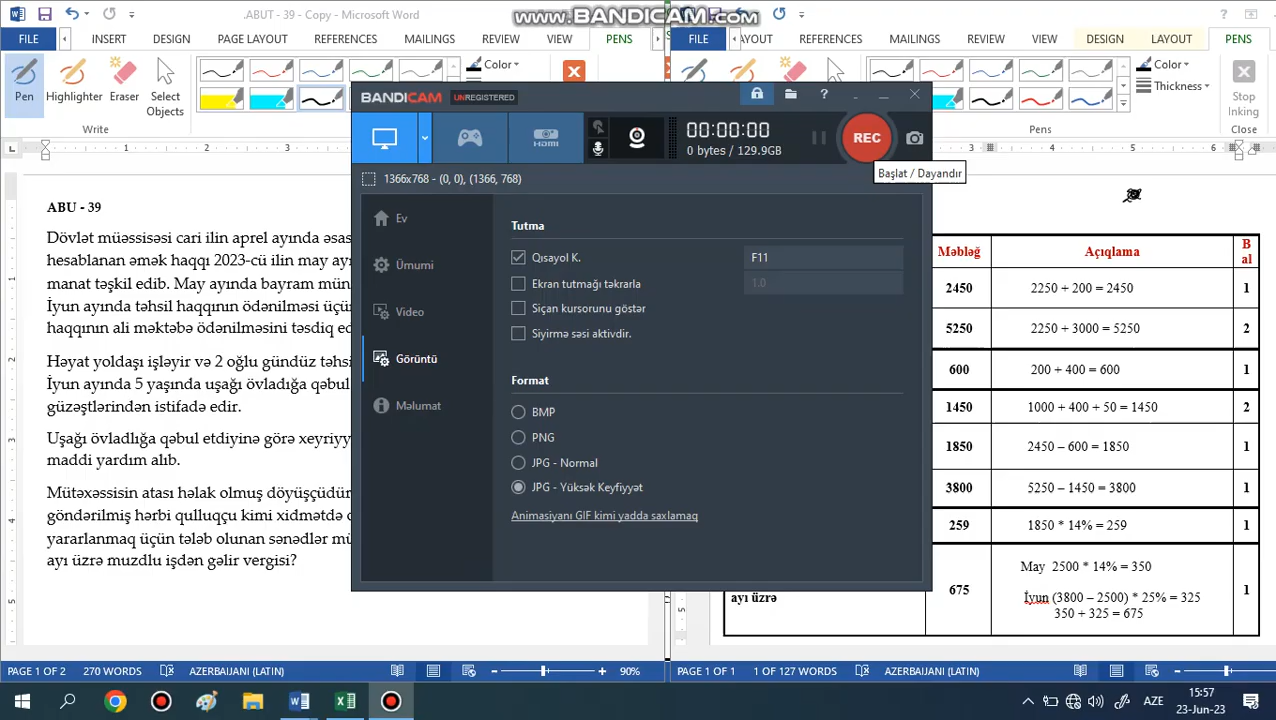 .ABUT - 39 - Copy - Microsoft Word
www.BANDICAM.com
FILE
INSERT
DESIGN
PAGE LAYOUT
REFERENCES
MAILINGS
REVIEW
VIEW
PENS
FILE
AYOUT
REFERENCES
MAILINGS
REVIEW
VIEW
DESIGN
LAYOUT
PENS
Pen
Highlighter
Eraser
Select
Objects
Color
Write
Color
Thickness
Stop
Inking
Pens
Close
BANDICAM
UNREGISTERED
HDMI
00:00:00
0 bytes / 129.9GB
REC
Başlat / Dayandır
1366x768 - (0, 0), (1366, 768)
Ev
Ümumi
Video
Görüntü
Məlumat
Tutma
Qısayol K.
F11
Ekran tutmağı təkrarla
1.0
Siçan kursorunu göstər
Siyirmə səsi aktivdir.
Format
BMP
PNG
JPG - Normal
JPG - Yüksək Keyfiyyət
Animasiyanı GIF kimi yadda saxlamaq
ABU - 39
Dövlət müəssisəsi cari ilin aprel ayında əsas
hesablanan əmək haqqı 2023-cü ilin may ayı
manat təşkil edib. May ayında bayram mün
İyun ayında təhsil haqqının ödənilməsi üçün
haqqının ali məktəbə ödənilməsini təsdiq ed
Həyat yoldaşı işləyir və 2 oğlu gündüz təhsi
İyun ayında 5 yaşında uşağı övladığa qəbul
güzəştlərindən istifadə edir.
Uşağı övladlığa qəbul etdiyinə görə xeyriyy
maddi yardım alıb.
Mütəxəssisin atası həlak olmuş döyüşçüdür
göndərilmiş hərbi qulluqçu kimi xidmətdə o
yararlanmaq üçün tələb olunan sənədlər mü
ayı üzrə muzdlu işdən gəlir vergisi?
Məbləğ
Açıqlama
B
al
2450
2250 + 200 = 2450
1
5250
2250 + 3000 = 5250
2
600
200 + 400 = 600
1
1450
1000 + 400 + 50 = 1450
2
1850
2450 – 600 = 1850
1
3800
5250 – 1450 = 3800
1
259
1850 * 14% = 259
1
ayı üzrə
675
May 2500 * 14% = 350
İyun (3800 – 2500) * 25% = 325
350 + 325 = 675
1
PAGE 1 OF 2
270 WORDS
AZERBAIJANI (LATIN)
90%
PAGE 1 OF 1
1 OF 127 WORDS
AZERBAIJANI (LATIN)
AZE
15:57
23-Jun-23